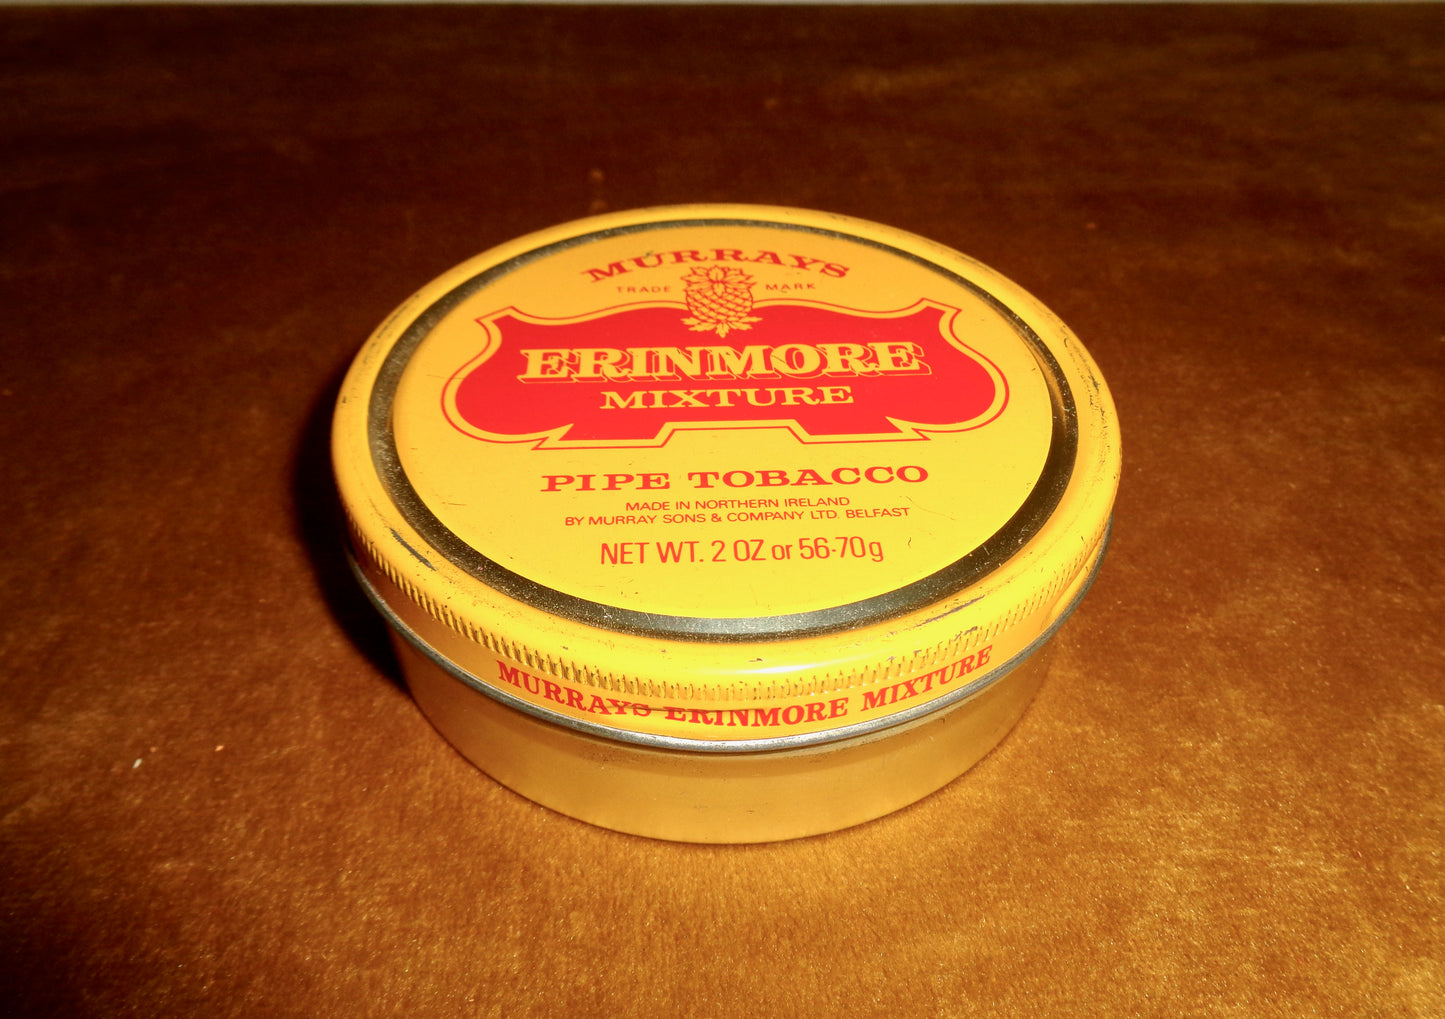 MURRAYS
TRADE MARK
ERINMORE
MIXTURE
PIPE TOBACCO
MADE IN NORTHERN IRELAND
BY MURRAY SONS & COMPANY LTD. BELFAST
NET WT. 2 OZ or 56·70g
MURRAYS ERINMORE MIXTURE